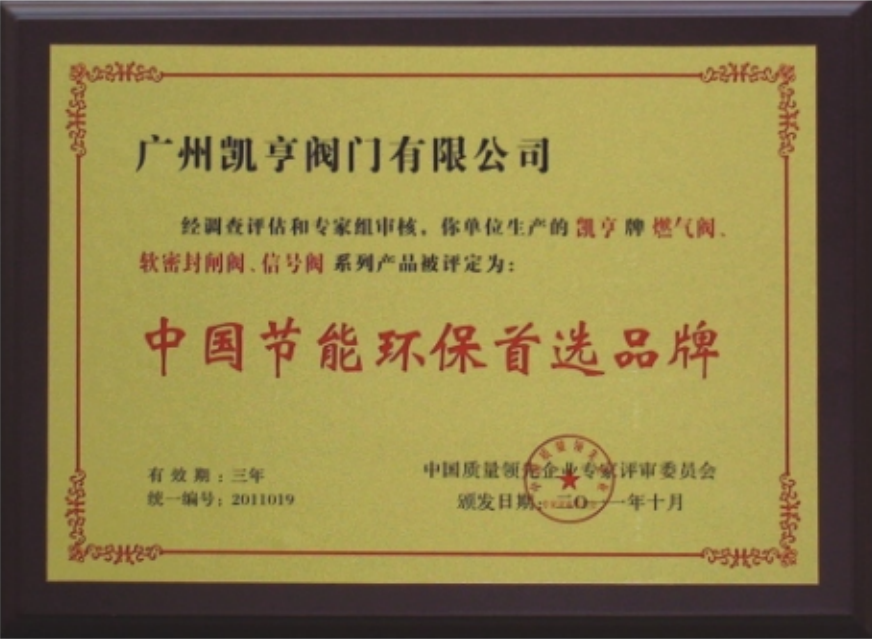 广州凯亨阀门有限公司
经调查评估和专家组审核，你单位生产的 凯亨 牌 燃气阀、
软密封闸阀、信号阀 系列产品被评定为：
中国节能环保首选品牌
有效期：三年
统一编号：2011019
中国质量领先企业专家评审委员会
颁发日期：二〇一一年十月